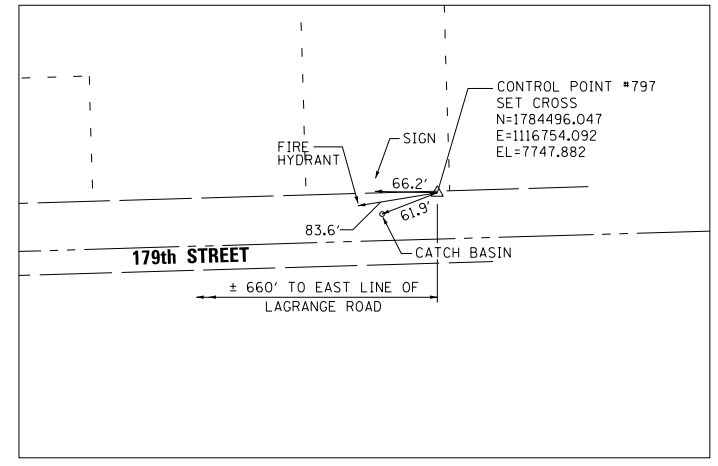 CONTROL POINT #797
SET CROSS
N=1784496.047
E=1116754.092
EL=7747.882
SIGN
FIRE
HYDRANT
66.2'
61.9'
83.6'
CATCH BASIN
179th STREET
± 660' TO EAST LINE OF
LAGRANGE ROAD